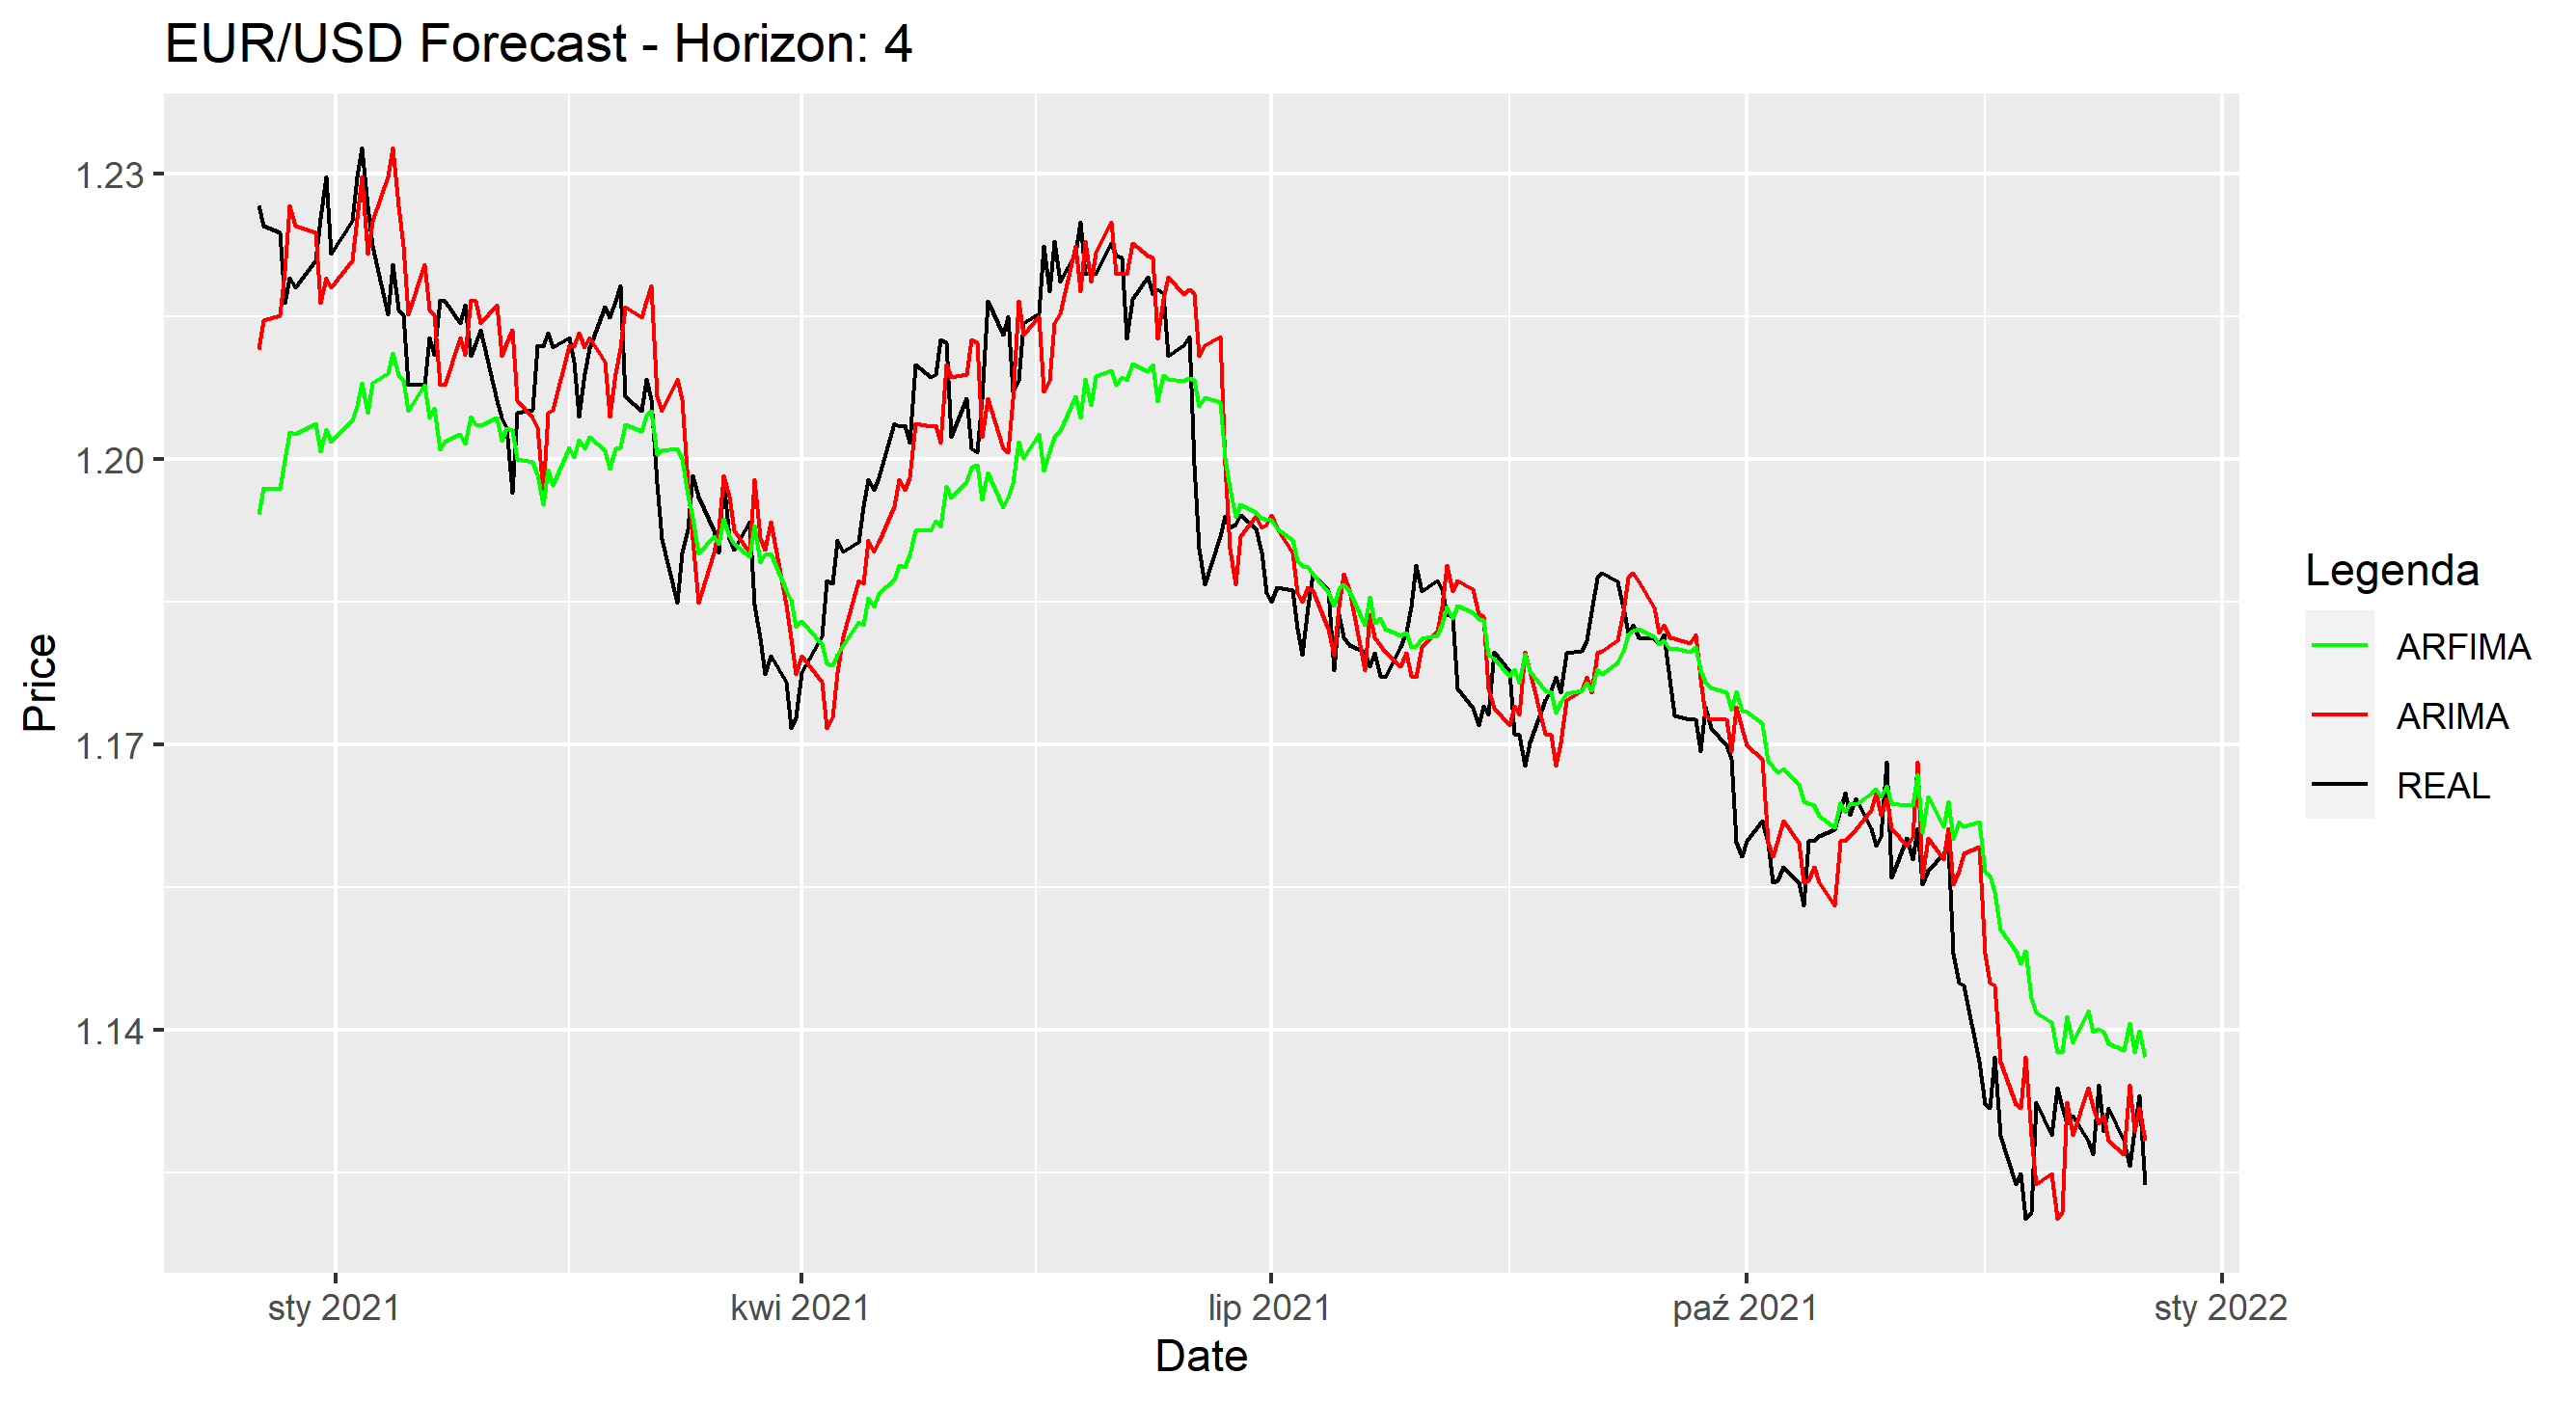 EUR/USD Forecast - Horizon: 4
1.23
1.20
1.17
1.14
Price
sty 2021
kwi 2021
lip 2021
paź 2021
sty 2022
Date
Legenda
ARFIMA
ARIMA
REAL